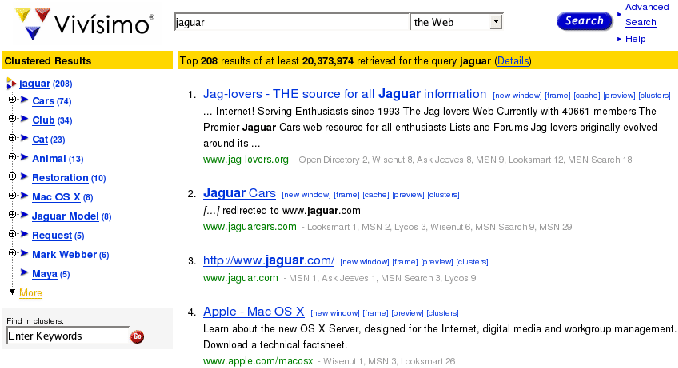 Vivísimo®
jaguar
the Web
Search
Advanced
Search
Help
Clustered Results
Top 208 results of at least 20,373,974 retrieved for the query jaguar (Details)
jaguar (208)
Cars (74)
Club (34)
Cat (23)
Animal (13)
Restoration (10)
Mac OS X (8)
Jaguar Model (8)
Request (5)
Mark Webber (6)
Maya (5)
More
Find in clusters:
Enter Keywords
Go
1. Jag-lovers - THE source for all Jaguar information [new window] [frame] [cache] [preview] [clusters]
... Internet! Serving Enthusiasts since 1993 The Jag-lovers Web Currently with 40661 members The
Premier Jaguar Cars web resource for all enthusiasts Lists and Forums Jag-lovers originally evolved
around its ...
www.jag-lovers.org - Open Directory 2, Wisenut 8, Ask Jeeves 8, MSN 9, Looksmart 12, MSN Search 18
2. Jaguar Cars [new window] [frame] [cache] [preview] [clusters]
[...] redirected to www.jaguar.com
www.jaguarcars.com - Looksmart 1, MSN 2, Lycos 3, Wisenut 6, MSN Search 9, MSN 29
3. http://www.jaguar.com/ [new window] [frame] [preview] [clusters]
www.jaguar.com - MSN 1, Ask Jeeves 1, MSN Search 3, Lycos 9
4. Apple - Mac OS X [new window] [frame] [preview] [clusters]
Learn about the new OS X Server, designed for the Internet, digital media and workgroup management.
Download a technical factsheet.
www.apple.com/macosx - Wisenut 1, MSN 3, Looksmart 26